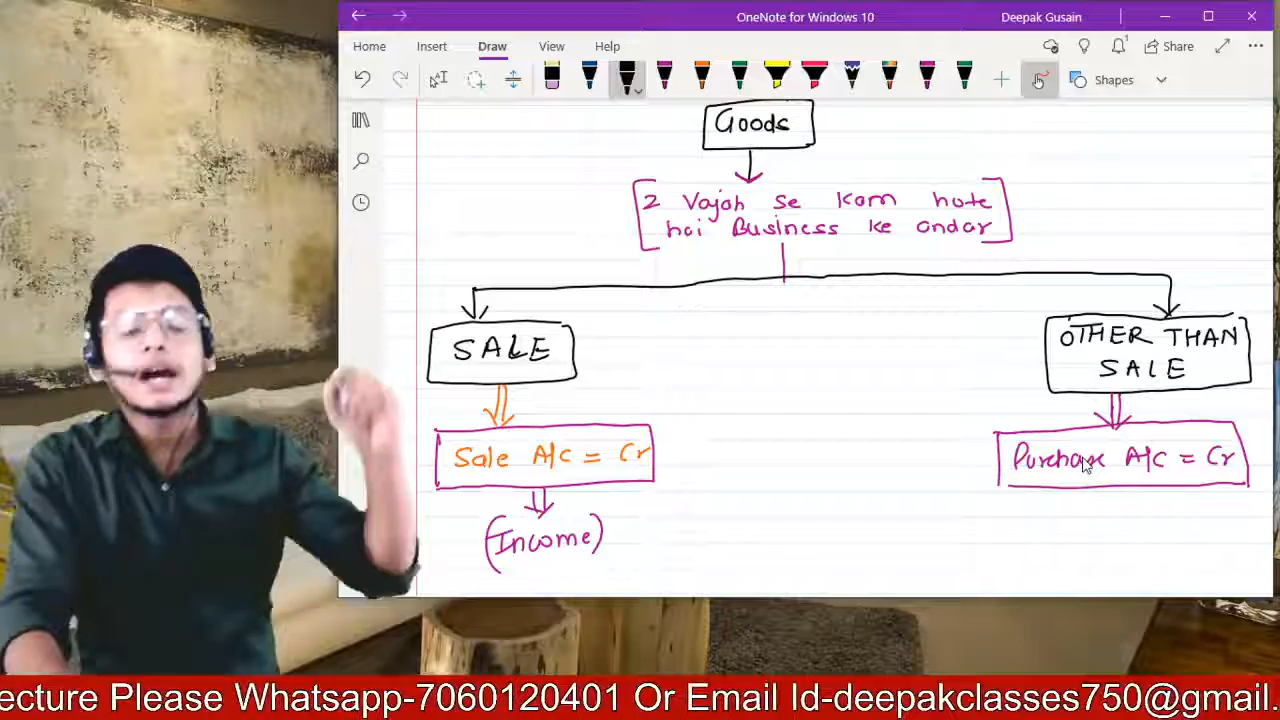 OneNote for Windows 10
Deepak Gusain
Home Insert Draw View Help
Share
Shapes
Goods
2 Vajah se kam hote
hai Business ke andar
SALE
OTHER THAN
SALE
Sale A/c = Cr
Purchase A/c = Cr
(Income)
ecture Please Whatsapp-7060120401 Or Email Id-deepakclasses750@gmail.